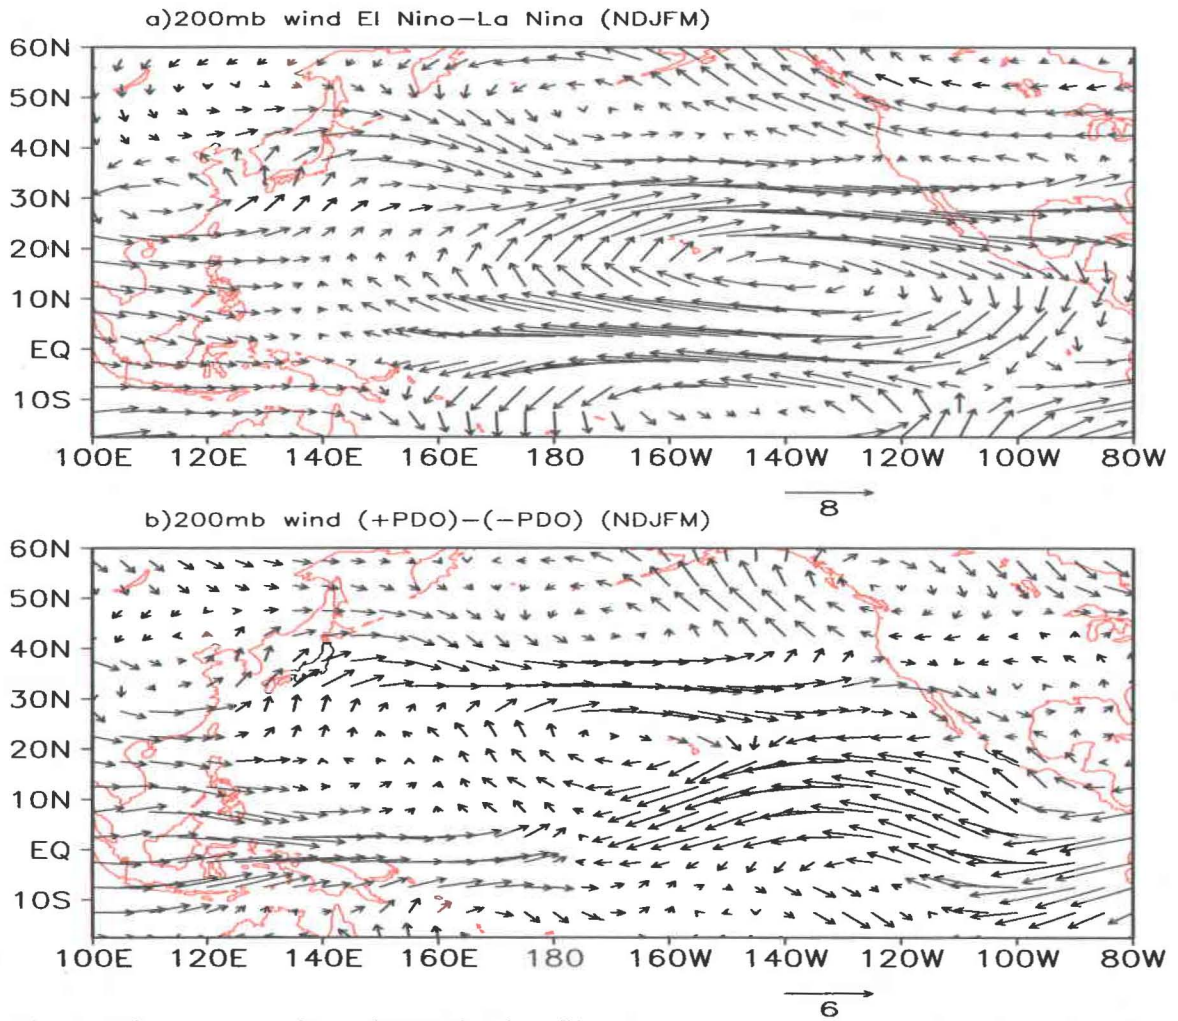 a)200mb wind El Nino−La Nina (NDJFM)
60N
50N
40N
30N
20N
10N
EQ
10S
100E 120E 140E 160E 180 160W 140W 120W 100W 80W
8
b)200mb wind (+PDO)−(−PDO) (NDJFM)
60N
50N
40N
30N
20N
10N
EQ
10S
100E 120E 140E 160E 180 160W 140W 120W 100W 80W
6